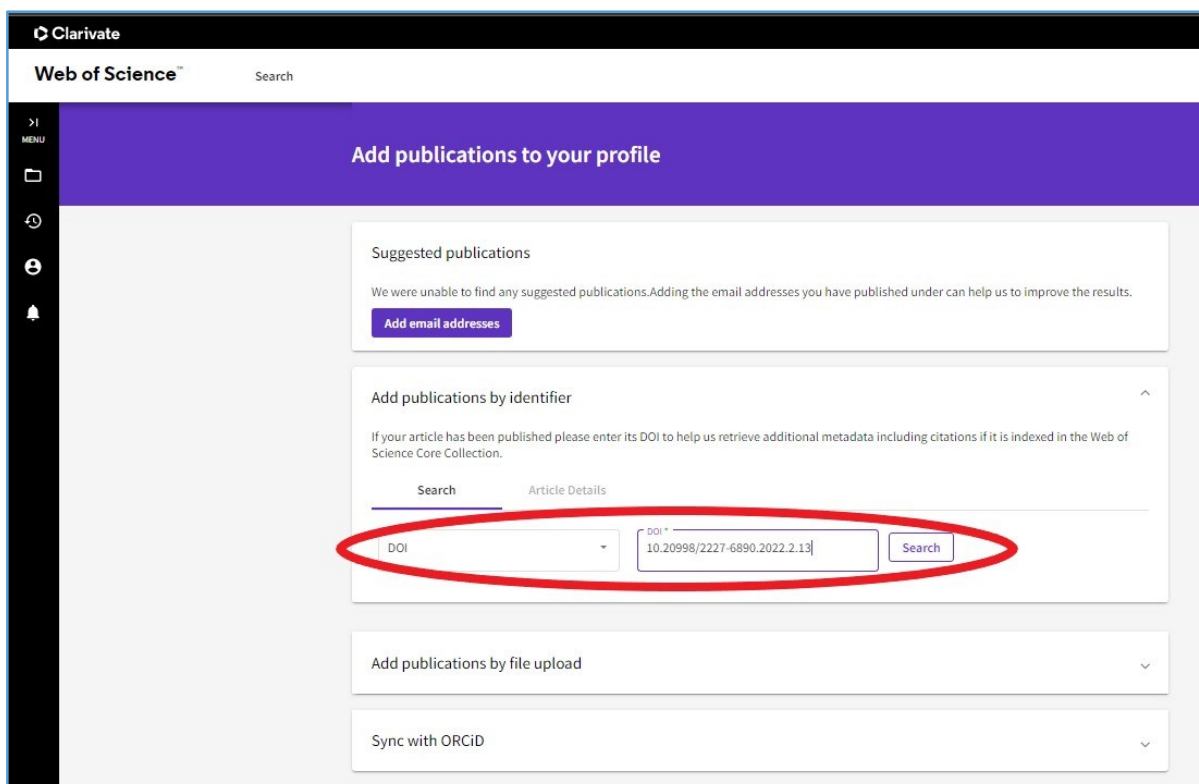 Clarivate
Web of Science™
Search
MENU
Add publications to your profile
Suggested publications
We were unable to find any suggested publications.Adding the email addresses you have published under can help us to improve the results.
Add email addresses
Add publications by identifier
If your article has been published please enter its DOI to help us retrieve additional metadata including citations if it is indexed in the Web of
Science Core Collection.
Search Article Details
DOI *
DOI 10.20998/2227-6890.2022.2.13 Search
Add publications by file upload
Sync with ORCiD